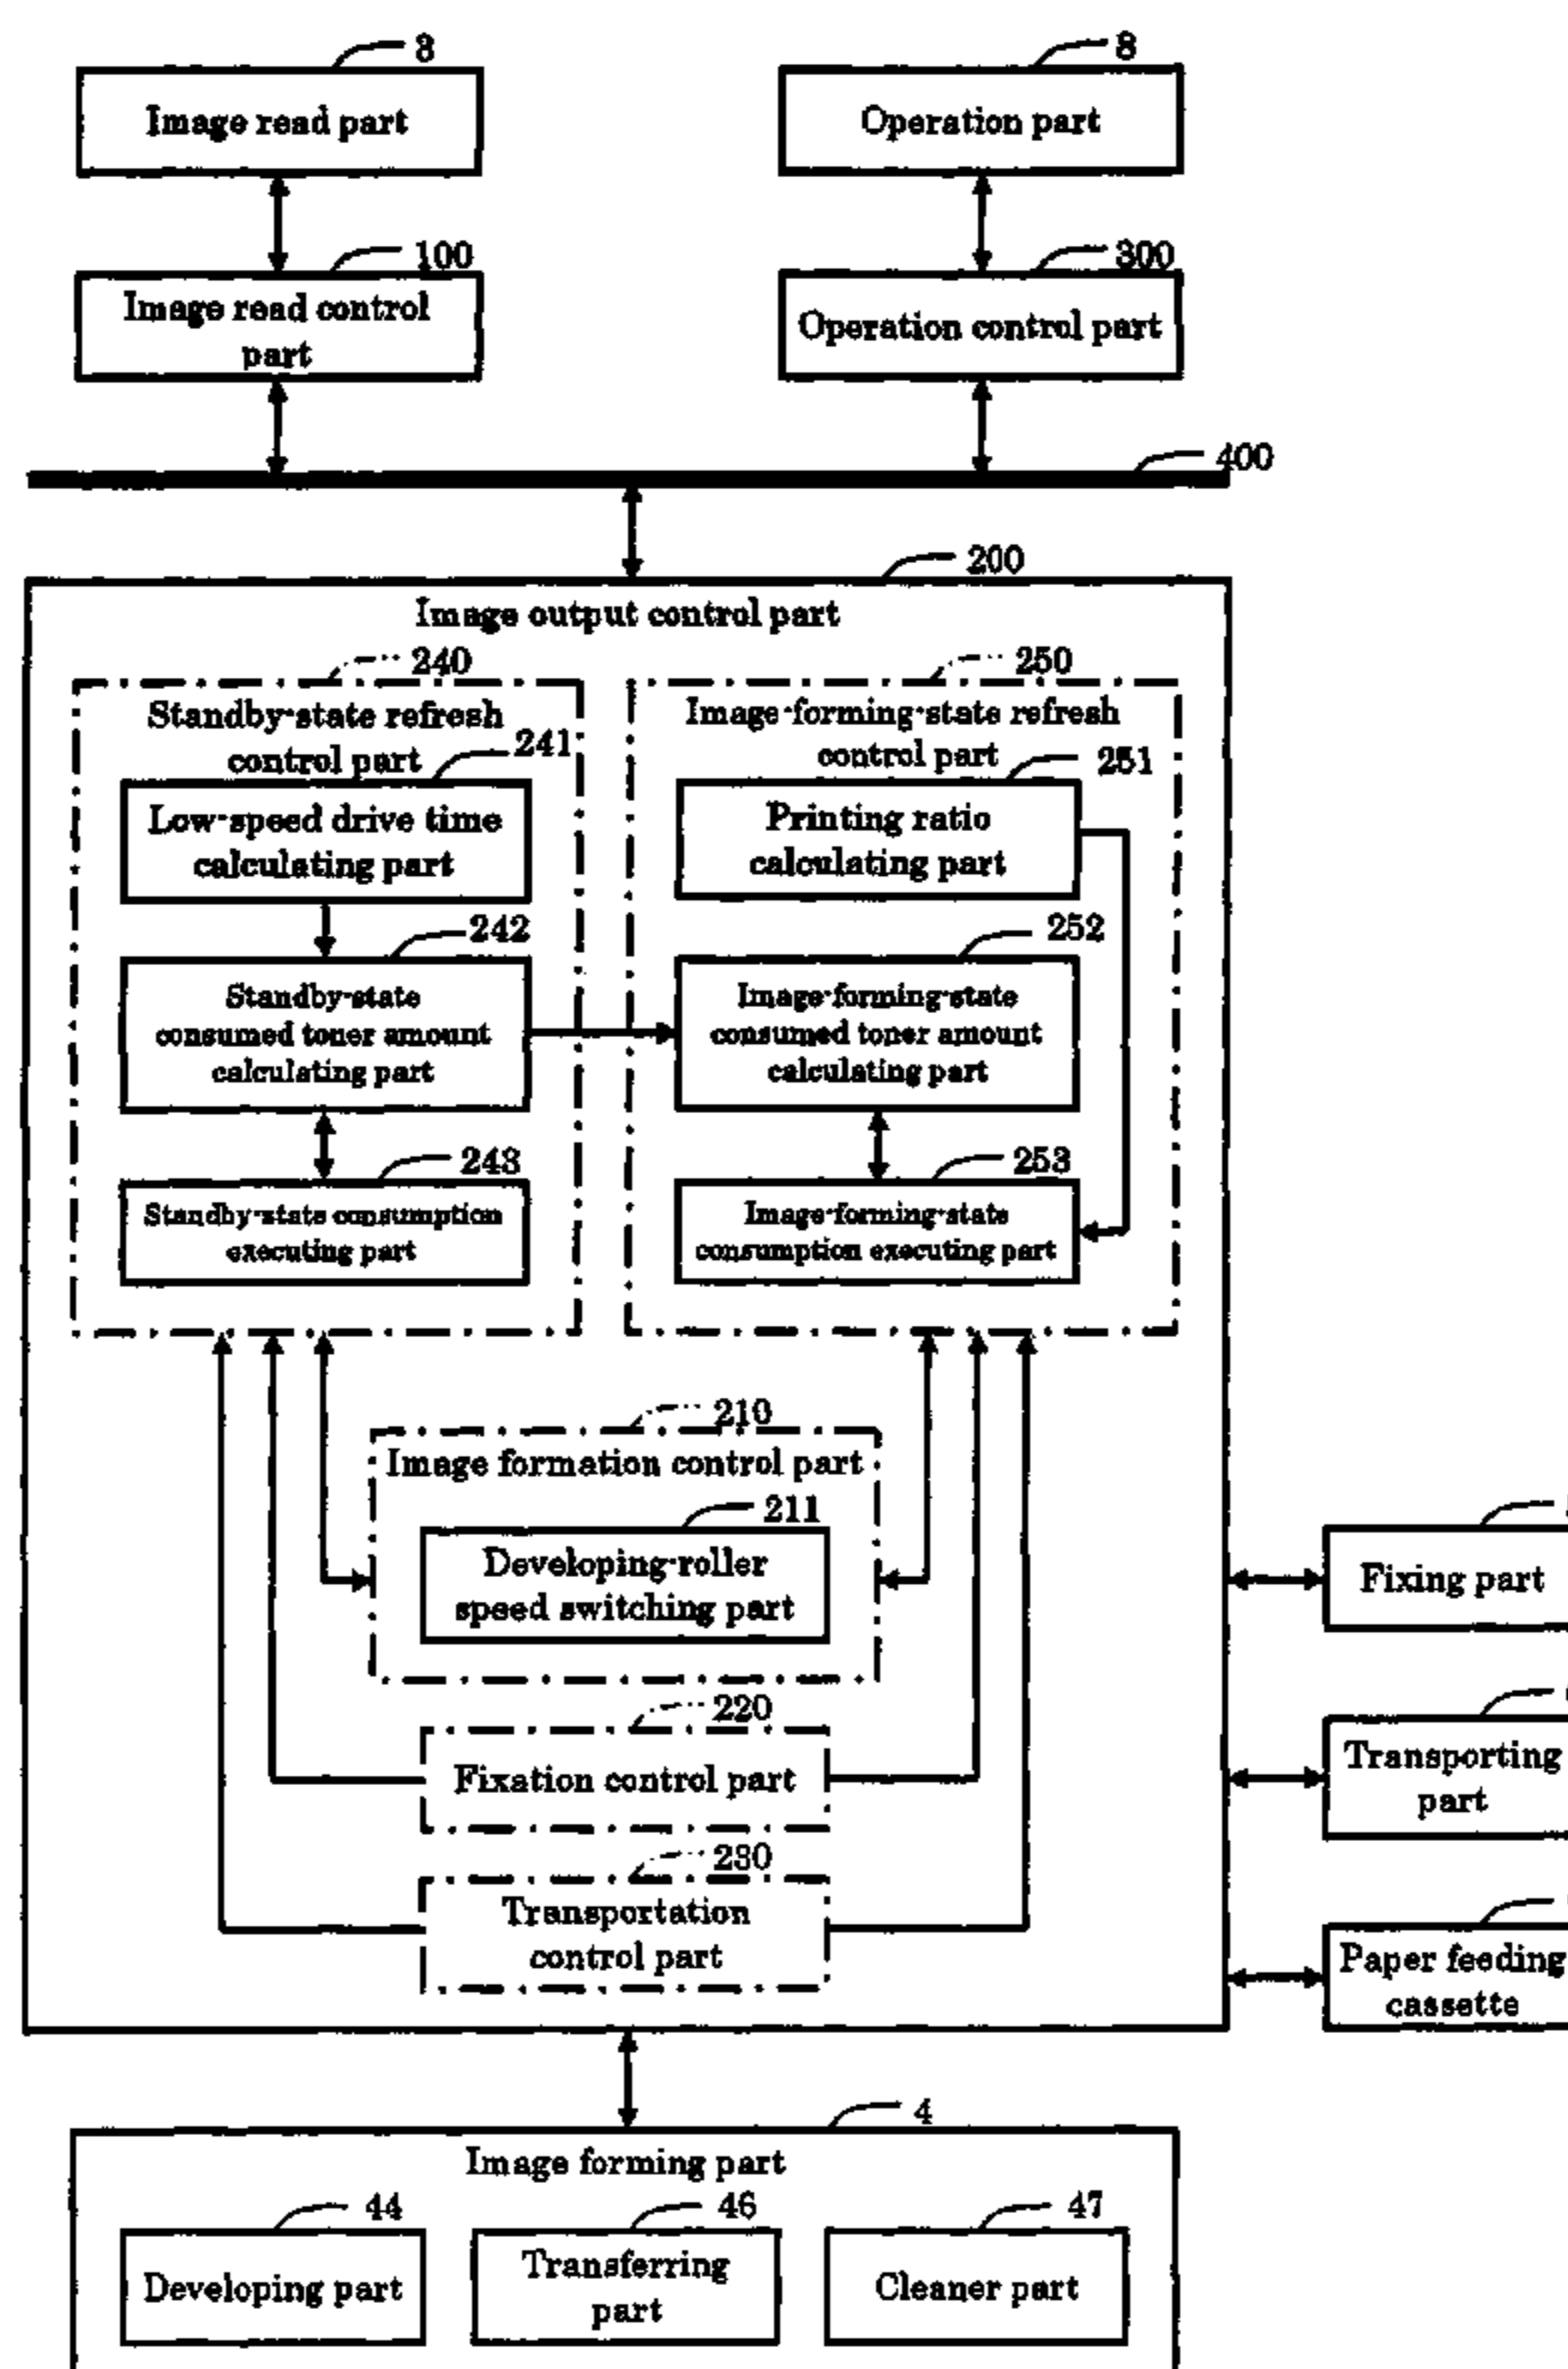 3
Image read part
8
Operation part
100
Image read control
part
300
Operation control part
400
200
Image output control part
240
Standby-state refresh
control part
241
Low-speed drive time
calculating part
242
Standby-state
consumed toner amount
calculating part
243
Standby-state consumption
executing part
250
Image-forming-state refresh
control part
251
Printing ratio
calculating part
252
Image-forming-state
consumed toner amount
calculating part
253
Image-forming-state
consumption executing part
210
Image formation control part
211
Developing-roller
speed switching part
220
Fixation control part
230
Transportation
control part
Fixing part
Transporting
part
Paper feeding
cassette
4
Image forming part
44
Developing part
46
Transferring
part
47
Cleaner part